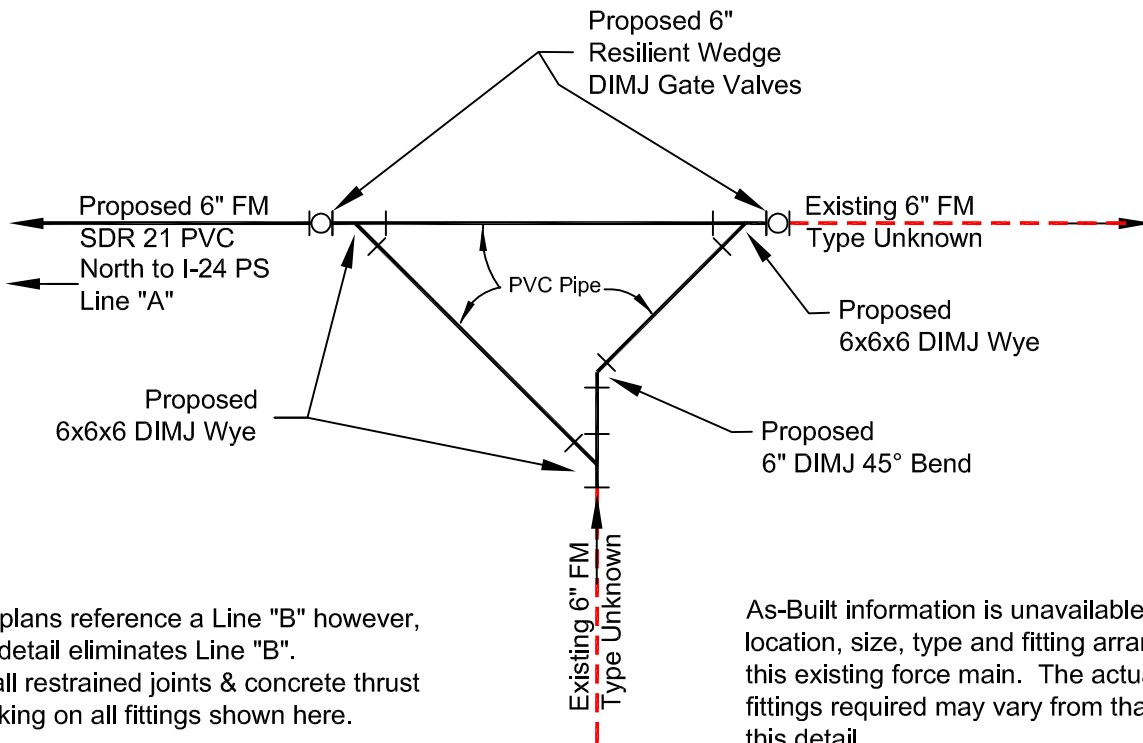 Proposed 6"
Resilient Wedge
DIMJ Gate Valves
Proposed 6" FM
SDR 21 PVC
North to I-24 PS
Line "A"
Existing 6" FM
Type Unknown
PVC Pipe
Proposed
6x6x6 DIMJ Wye
Proposed
6x6x6 DIMJ Wye
Proposed
6" DIMJ 45° Bend
Existing 6" FM
Type Unknown
plans reference a Line "B" however,
detail eliminates Line "B".
all restrained joints & concrete thrust
king on all fittings shown here.
As-Built information is unavailable
location, size, type and fitting arran
this existing force main. The actua
fittings required may vary from tha
this detail